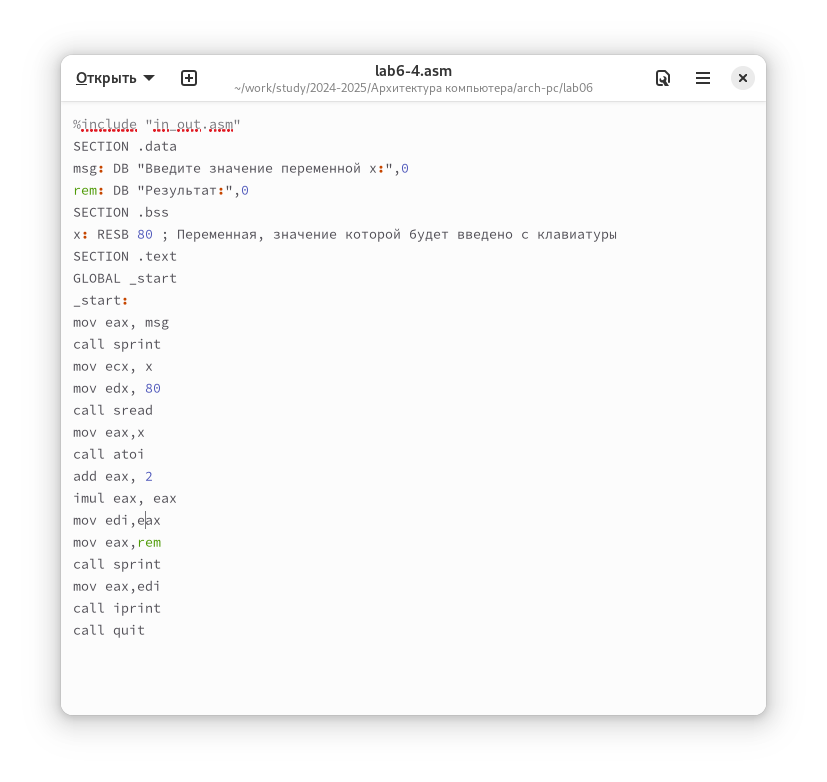 Открыть
lab6-4.asm
~/work/study/2024-2025/Архитектура компьютера/arch-pc/lab06
%include "in_out.asm"
SECTION .data
msg: DB "Введите значение переменной x:",0
rem: DB "Результат:",0
SECTION .bss
x: RESB 80 ; Переменная, значение которой будет введено с клавиатуры
SECTION .text
GLOBAL _start
_start:
mov eax, msg
call sprint
mov ecx, x
mov edx, 80
call sread
mov eax,x
call atoi
add eax, 2
imul eax, eax
mov edi,eax
mov eax,rem
call sprint
mov eax,edi
call iprint
call quit